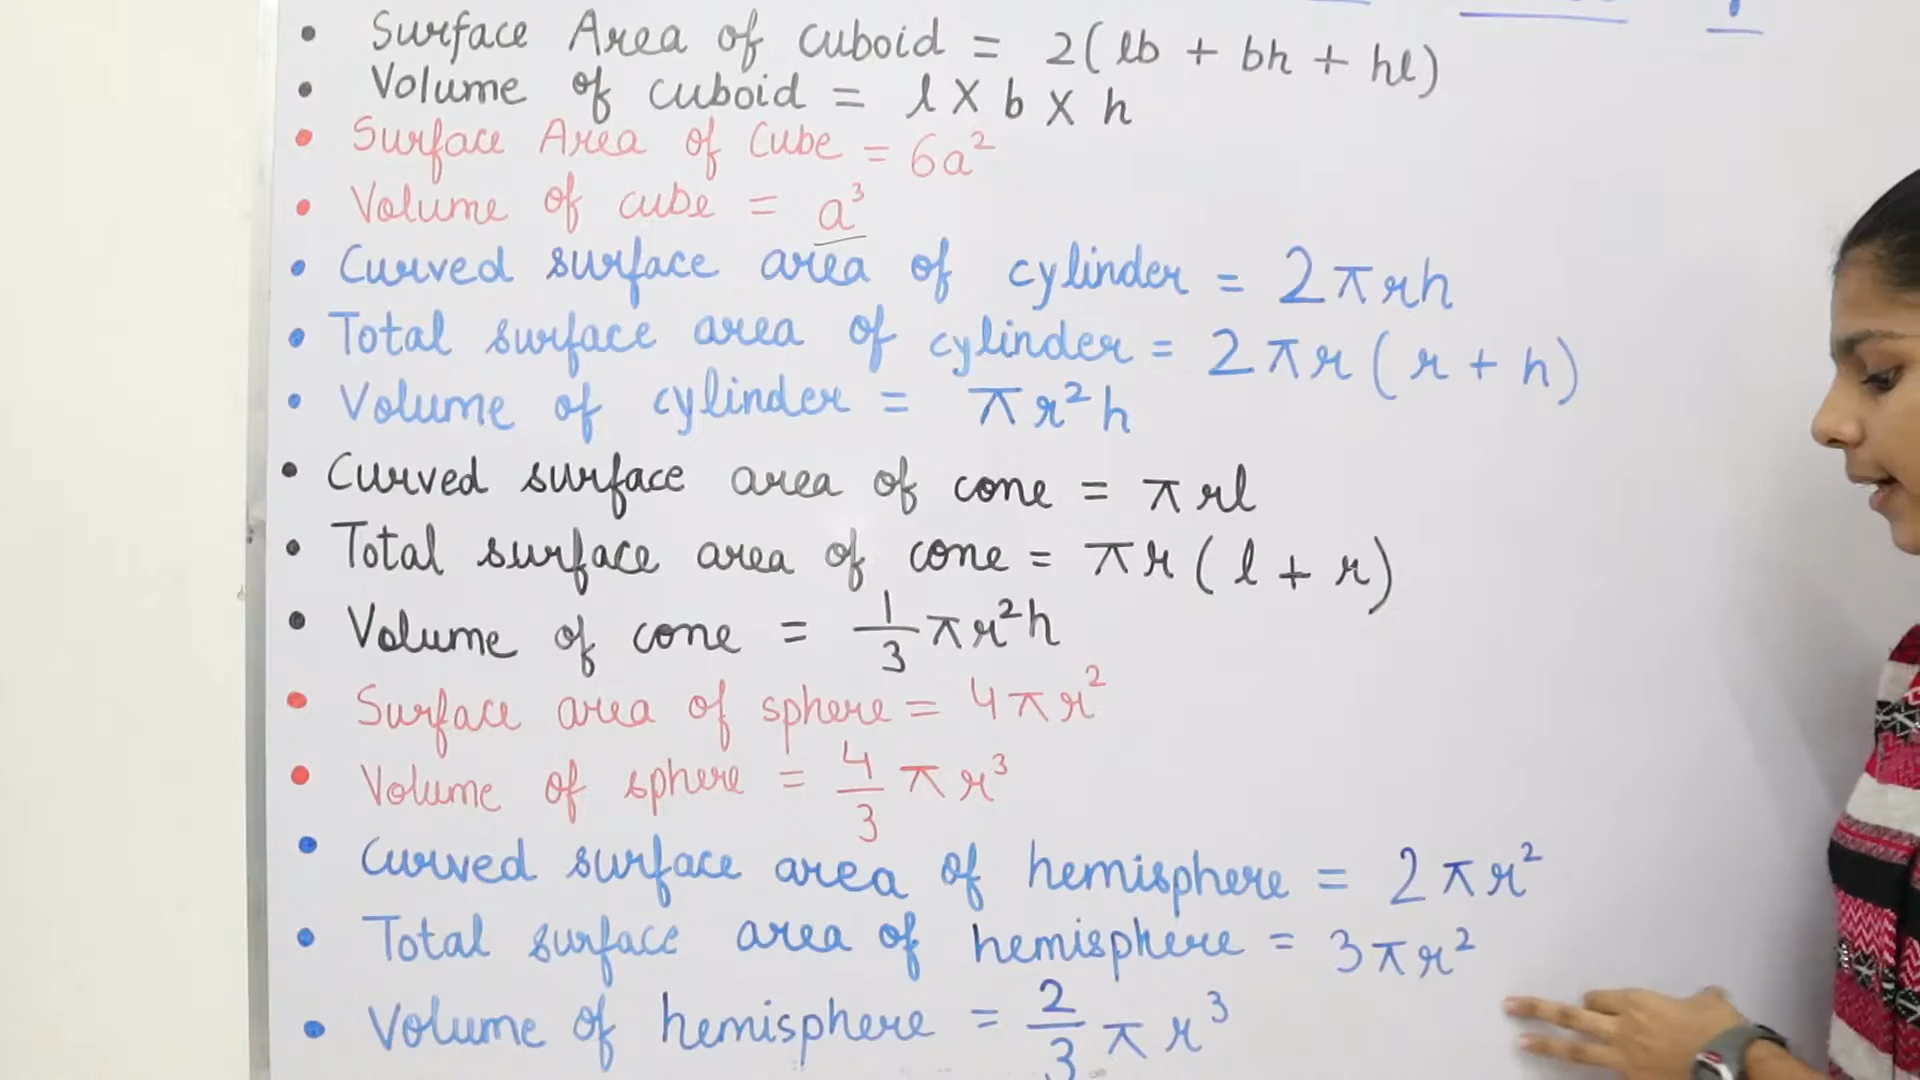 • Surface Area of cuboid = 2(lb + bh + hl)
• Volume of cuboid = l X b X h
• Surface Area of Cube = 6a²
• Volume of cube = a³
• Curved surface area of cylinder = 2πrh
• Total surface area of cylinder = 2πr(r + h)
• Volume of cylinder = πr²h
• Curved surface area of cone = πrl
• Total surface area of cone = πr(l + r)
• Volume of cone = 1/3 πr²h
• Surface area of sphere = 4πr²
• Volume of sphere = 4/3 πr³
• Curved surface area of hemisphere = 2πr²
• Total surface area of hemisphere = 3πr²
• Volume of hemisphere = 2/3 πr³